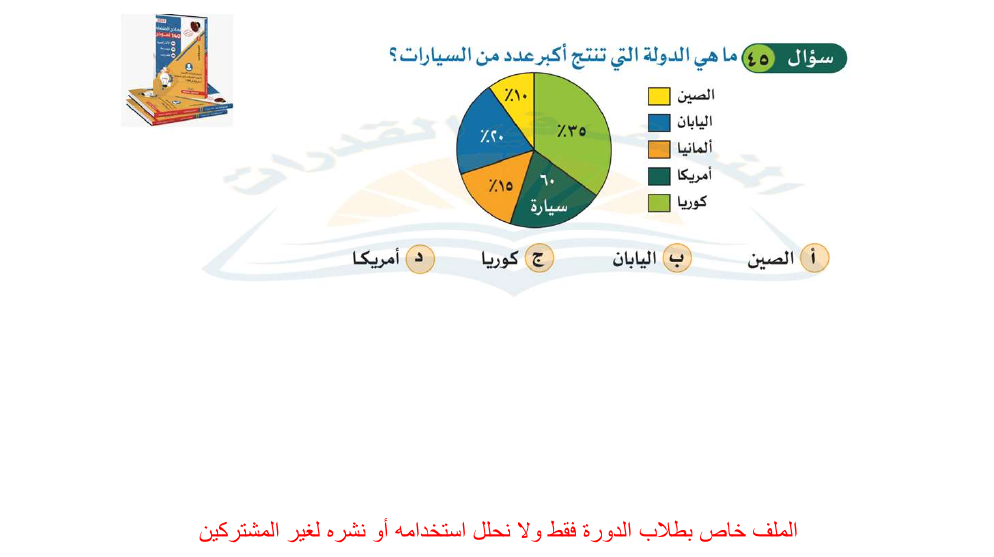 سؤال ٤٥ ما هي الدولة التي تنتج أكبر عدد من السيارات؟
٣٥٪
٦٠ سيارة
١٥٪
٢٠٪
١٠٪
الصين
اليابان
ألمانيا
أمريكا
كوريا
أ الصين ب اليابان ج كوريا د أمريكا
الملف خاص بطلاب الدورة فقط ولا نحلل استخدامه أو نشره لغير المشتركين